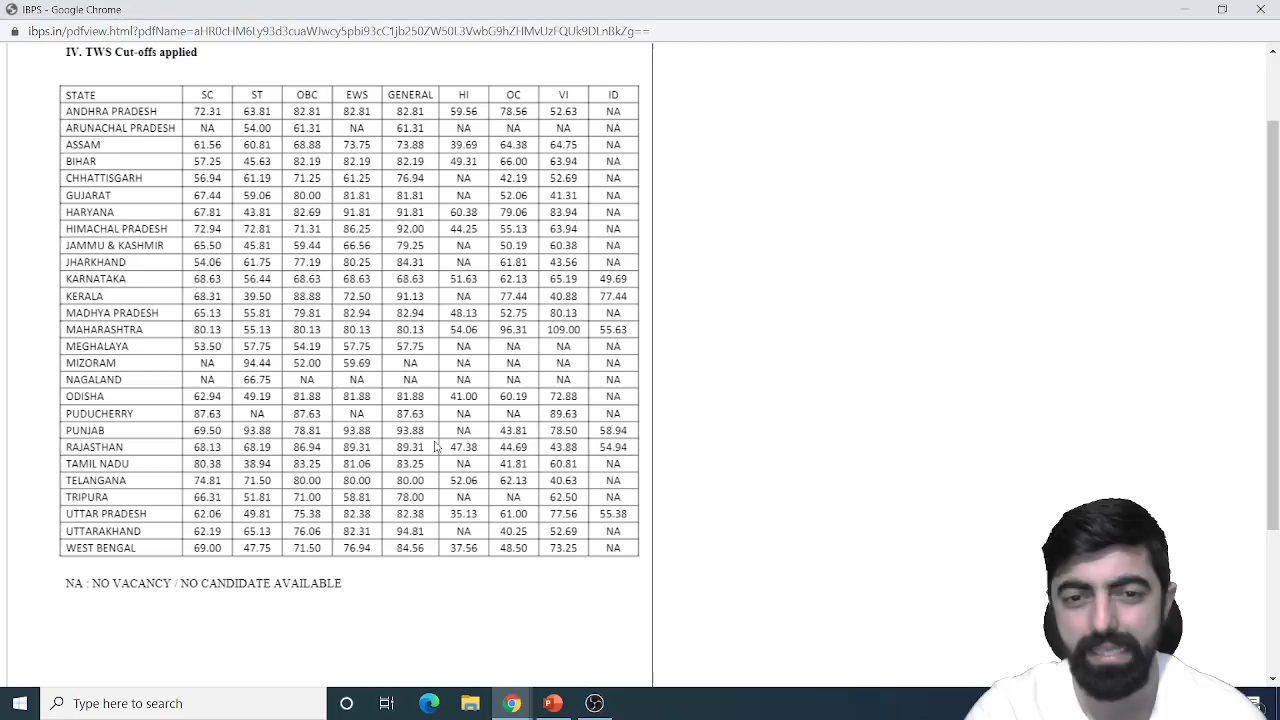 IBPS - Google Chrome
ibps.in/pdfview.html?pdfName=aHR0cHM6Ly93d3cuaWJwcy5pbi93cC1jb250ZW50L3VwbG9hZHMvUzFQUk9DLnBkZg==
IV. TWS Cut-offs applied
STATE SC ST OBC EWS GENERAL HI OC VI ID
ANDHRA PRADESH 72.31 63.81 82.81 82.81 82.81 59.56 78.56 52.63 NA
ARUNACHAL PRADESH NA 54.00 61.31 NA 61.31 NA NA NA NA
ASSAM 61.56 60.81 68.88 73.75 73.88 39.69 64.38 64.75 NA
BIHAR 57.25 45.63 82.19 82.19 82.19 49.31 66.00 63.94 NA
CHHATTISGARH 56.94 61.19 71.25 61.25 76.94 NA 42.19 52.69 NA
GUJARAT 67.44 59.06 80.00 81.81 81.81 NA 52.06 41.31 NA
HARYANA 67.81 43.81 82.69 91.81 91.81 60.38 79.06 83.94 NA
HIMACHAL PRADESH 72.94 72.81 71.31 86.25 92.00 44.25 55.13 63.94 NA
JAMMU & KASHMIR 65.50 45.81 59.44 66.56 79.25 NA 50.19 60.38 NA
JHARKHAND 54.06 61.75 77.19 80.25 84.31 NA 61.81 43.56 NA
KARNATAKA 68.63 56.44 68.63 68.63 68.63 51.63 62.13 65.19 49.69
KERALA 68.31 39.50 88.88 72.50 91.13 NA 77.44 40.88 77.44
MADHYA PRADESH 65.13 55.81 79.81 82.94 82.94 48.13 52.75 80.13 NA
MAHARASHTRA 80.13 55.13 80.13 80.13 80.13 54.06 96.31 109.00 55.63
MEGHALAYA 53.50 57.75 54.19 57.75 57.75 NA NA NA NA
MIZORAM NA 94.44 52.00 59.69 NA NA NA NA NA
NAGALAND NA 66.75 NA NA NA NA NA NA NA
ODISHA 62.94 49.19 81.88 81.88 81.88 41.00 60.19 72.88 NA
PUDUCHERRY 87.63 NA 87.63 NA 87.63 NA NA 89.63 NA
PUNJAB 69.50 93.88 78.81 93.88 93.88 NA 43.81 78.50 58.94
RAJASTHAN 68.13 68.19 86.94 89.31 89.31 47.38 44.69 43.88 54.94
TAMIL NADU 80.38 38.94 83.25 81.06 83.25 NA 41.81 60.81 NA
TELANGANA 74.81 71.50 80.00 80.00 80.00 52.06 62.13 40.63 NA
TRIPURA 66.31 51.81 71.00 58.81 78.00 NA NA 62.50 NA
UTTAR PRADESH 62.06 49.81 75.38 82.38 82.38 35.13 61.00 77.56 55.38
UTTARAKHAND 62.19 65.13 76.06 82.31 94.81 NA 40.25 52.69 NA
WEST BENGAL 69.00 47.75 71.50 76.94 84.56 37.56 48.50 73.25 NA
NA : NO VACANCY / NO CANDIDATE AVAILABLE
Type here to search